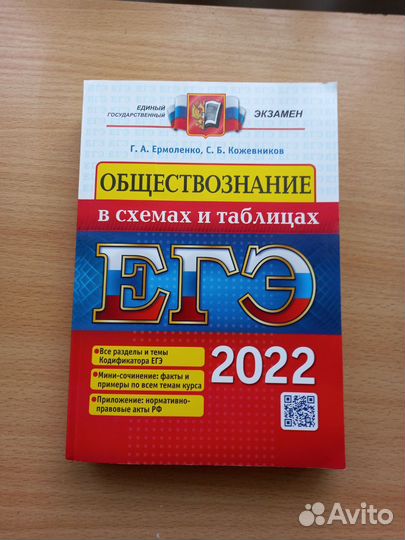 ЕДИНЫЙ
ГОСУДАРСТВЕННЫЙ
ЭКЗАМЕН
Г. А. Ермоленко, С. Б. Кожевников
ОБЩЕСТВОЗНАНИЕ
в схемах и таблицах
ЕГЭ
• Все разделы и темы
Кодификатора ЕГЭ
• Мини-сочинение: факты и
примеры по всем темам курса
• Приложение: нормативно-
правовые акты РФ
2022
Avito